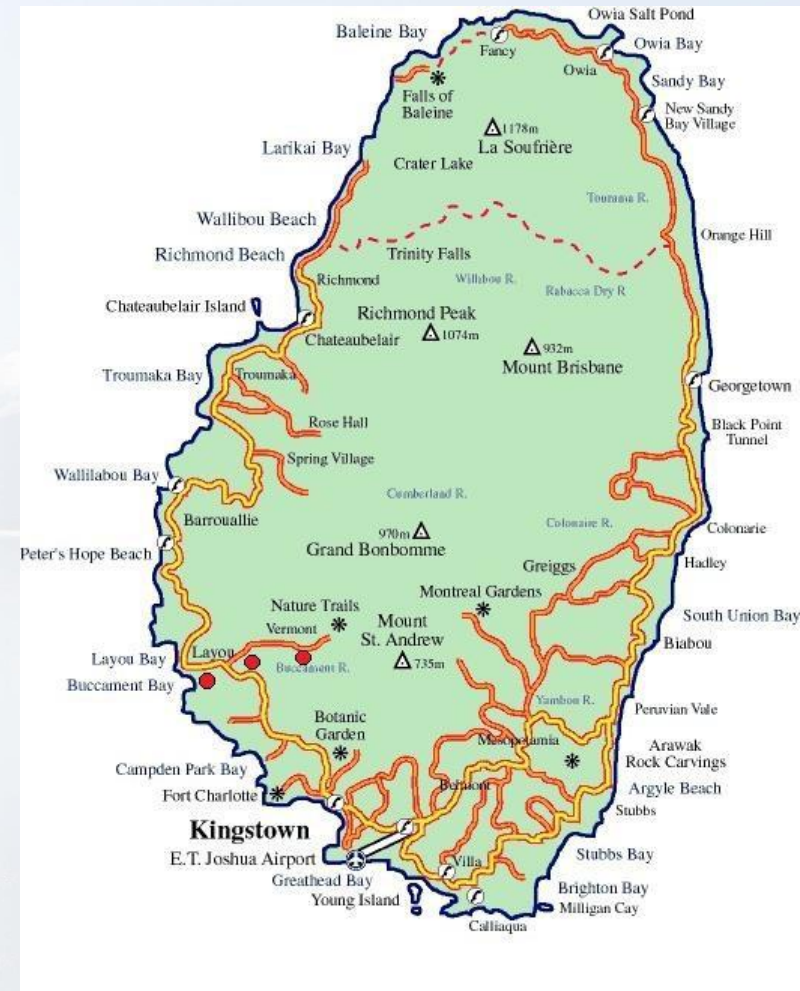 Owia Salt Pond
Baleine Bay
Owia Bay
Fancy
Owia
Sandy Bay
Falls of
Baleine
New Sandy
Bay Village
1178m
La Soufrière
Larikai Bay
Crater Lake
Tourama R.
Wallibou Beach
Orange Hill
Richmond Beach
Trinity Falls
Richmond
Wallibou R.
Rabacca Dry R
Chateaubelair Island
Richmond Peak
1074m
Chateaubelair
932m
Mount Brisbane
Troumaka Bay
Troumaka
Georgetown
Rose Hall
Black Point
Tunnel
Spring Village
Wallilabou Bay
Cumberland R.
Barrouallie
Colonaire R.
Colonarie
970m
Grand Bonbomme
Peter's Hope Beach
Hadley
Greiggs
Montreal Gardens
Nature Trails
South Union Bay
Vermont
Mount
St. Andrew
Biabou
Layou
Layou Bay
735m
Buccament R.
Buccament Bay
Yambou R.
Peruvian Vale
Botanic
Garden
Mesopotamia
Arawak
Rock Carvings
Campden Park Bay
Belmont
Argyle Beach
Fort Charlotte
Stubbs
Kingstown
E.T. Joshua Airport
Villa
Stubbs Bay
Greathead Bay
Brighton Bay
Young Island
Milligan Cay
Calliaqua